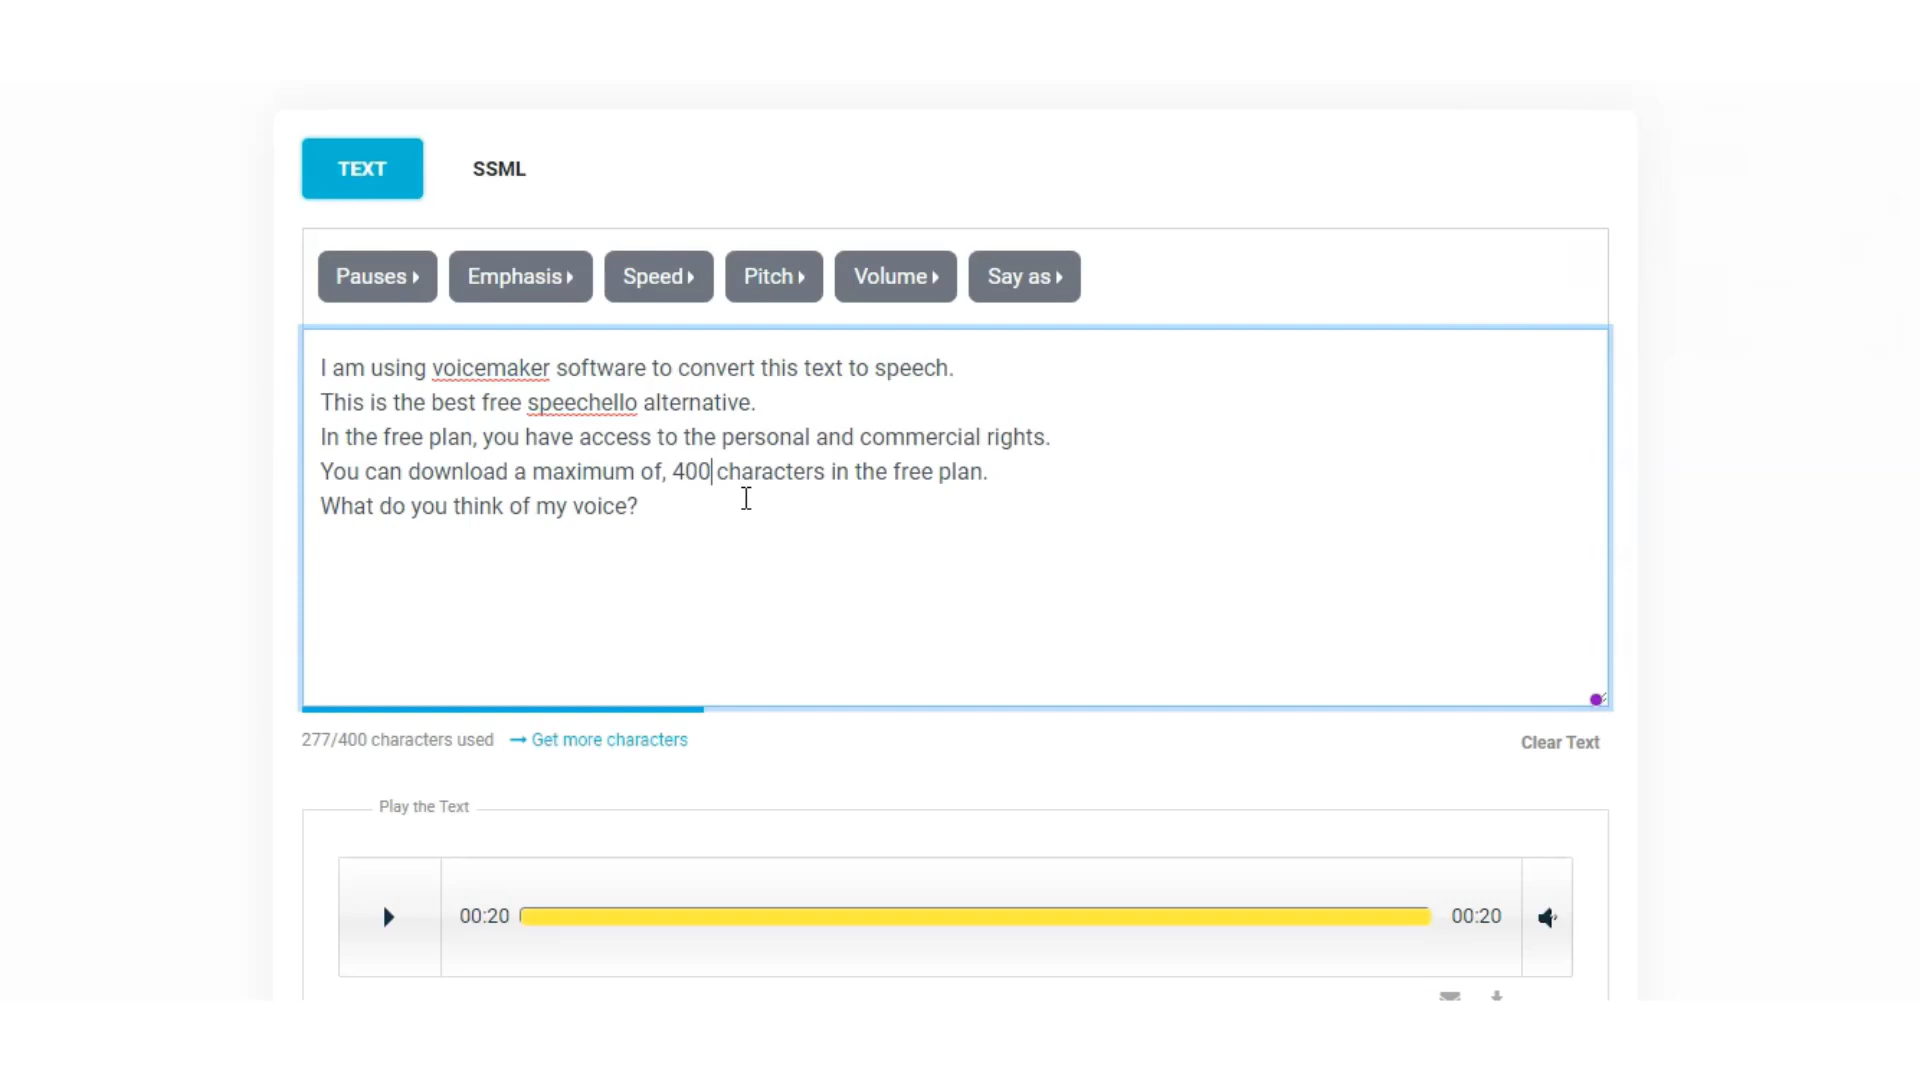 TEXT SSML
Pauses Emphasis Speed Pitch Volume Say as
I am using voicemaker software to convert this text to speech.
This is the best free speechello alternative.
In the free plan, you have access to the personal and commercial rights.
You can download a maximum of, 400 characters in the free plan.
What do you think of my voice?
277/400 characters used → Get more characters Clear Text
Play the Text
00:20 00:20